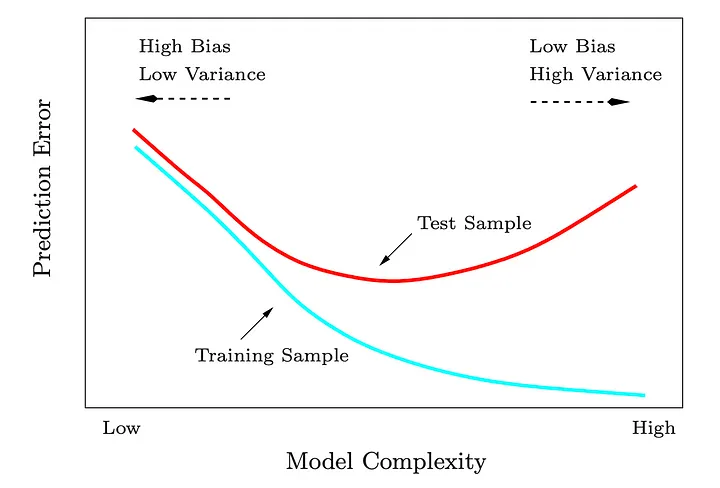 High Bias
Low Variance
Low Bias
High Variance
Prediction Error
Test Sample
Training Sample
Low
High
Model Complexity